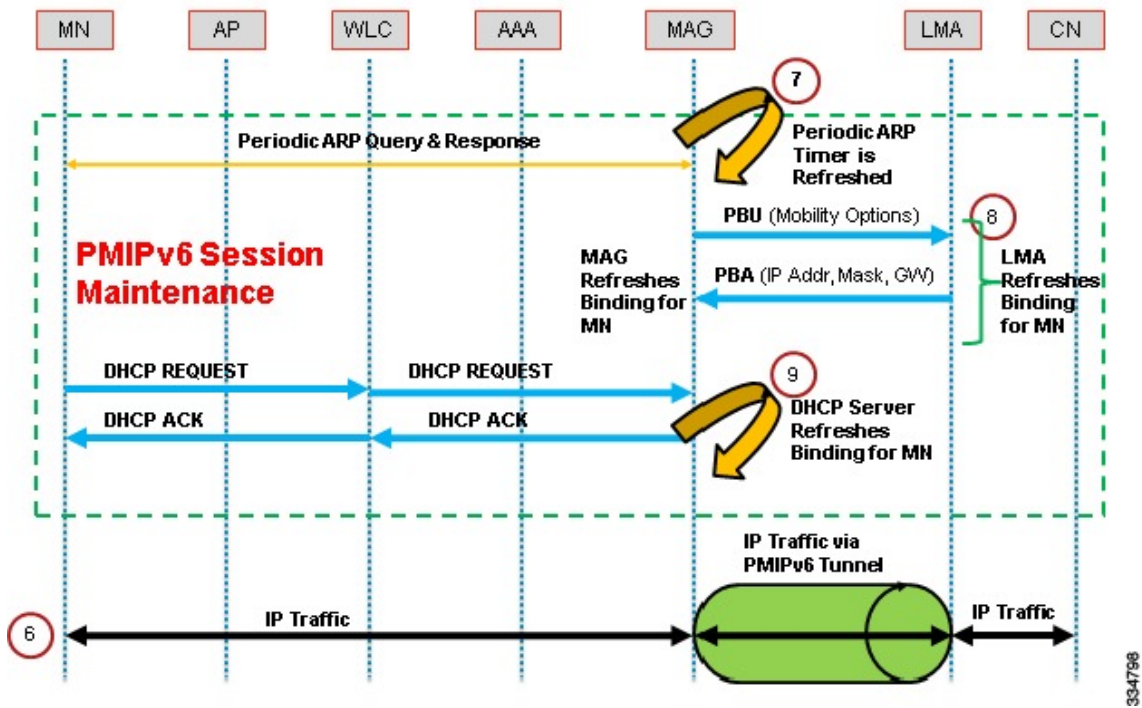 MN AP WLC AAA MAG LMA CN
7
Periodic ARP Query & Response
Periodic ARP
Timer is
Refreshed
PBU (Mobility Options)
8
PMIPv6 Session
Maintenance
MAG
Refreshes
Binding for
MN
PBA (IP Addr, Mask, GW)
LMA
Refreshes
Binding
for MN
DHCP REQUEST
DHCP REQUEST
9
DHCP ACK
DHCP ACK
DHCP Server
Refreshes
Binding for MN
IP Traffic via
PMIPv6 Tunnel
6
IP Traffic
IP Traffic
334798